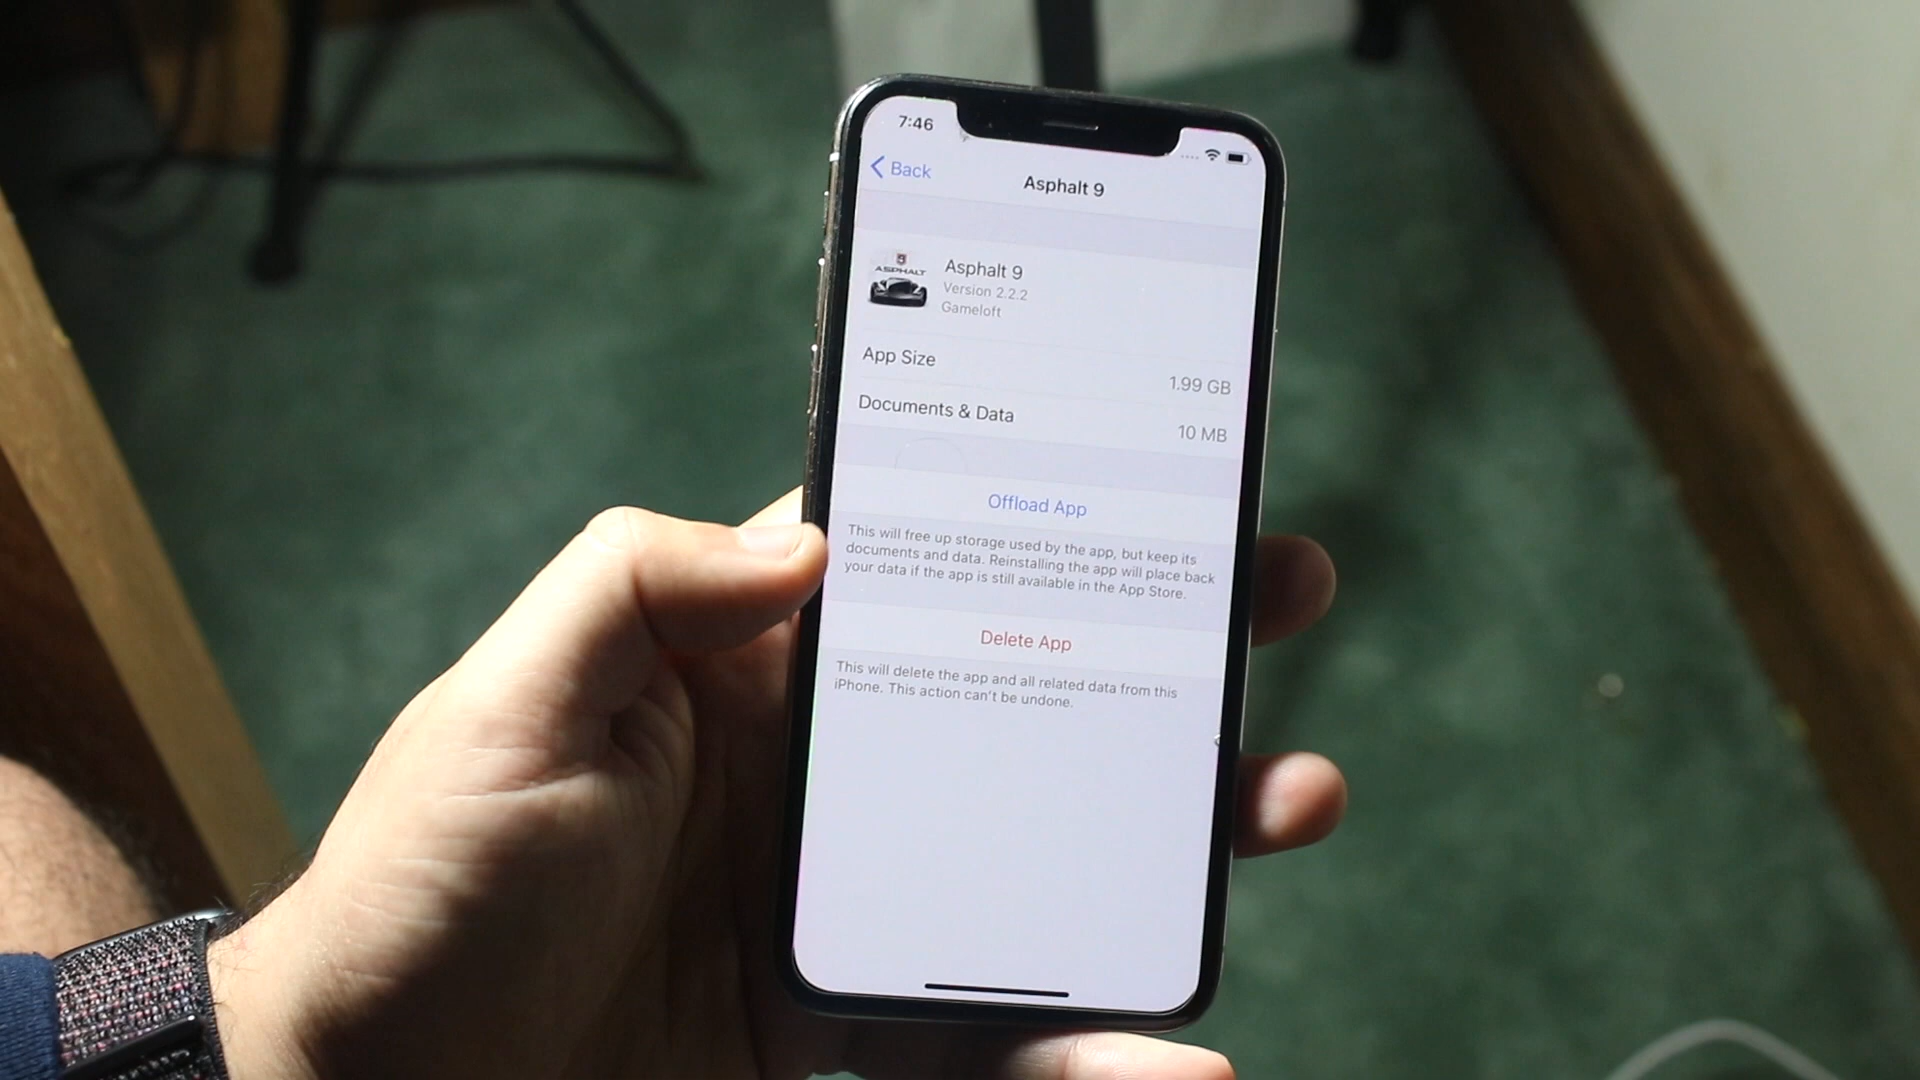 7:46
Back
Asphalt 9
ASPHALT
Asphalt 9
Version 2.2.2
Gameloft
App Size
1.99 GB
Documents & Data
10 MB
Offload App
This will free up storage used by the app, but keep its
documents and data. Reinstalling the app will place back
your data if the app is still available in the App Store.
Delete App
This will delete the app and all related data from this
iPhone. This action can't be undone.